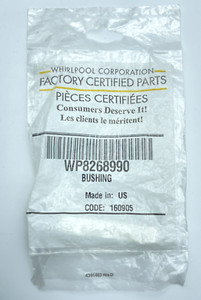 WHIRLPOOL CORPORATION
FACTORY CERTIFIED PARTS
PIÈCES CERTIFIÉES
Consumers Deserve It!
Les clients le méritent!
WP8268990
BUSHING
Made in: US
CODE: 160905